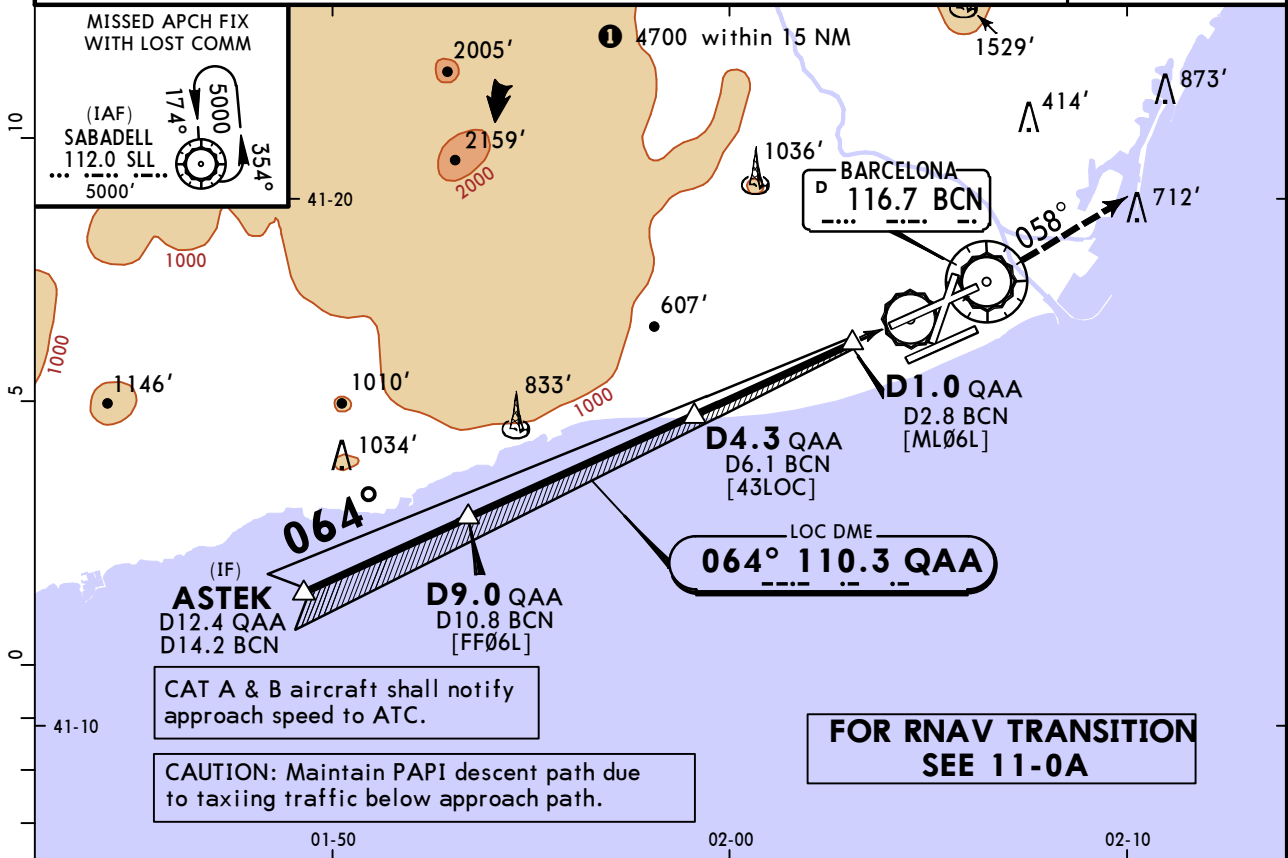 MISSED APCH FIX
WITH LOST COMM
(IAF)
SABADELL
112.0 SLL
5000′
174°
5000
354°
2005′
❶ 4700 within 15 NM
1529′
873′
414′
10
2159′
2000
1036′
BARCELONA
D 116.7 BCN
712′
41-20
058°
1000
607′
1000
1146′
1010′
833′
1000
5
D1.0 QAA
D2.8 BCN
[MLØ6L]
1034′
D4.3 QAA
D6.1 BCN
[43LOC]
064°
LOC DME
064° 110.3 QAA
(IF)
ASTEK
D12.4 QAA
D14.2 BCN
D9.0 QAA
D10.8 BCN
[FFØ6L]
0
CAT A & B aircraft shall notify
approach speed to ATC.
41-10
FOR RNAV TRANSITION
SEE 11-0A
CAUTION: Maintain PAPI descent path due
to taxiing traffic below approach path.
01-50
02-00
02-10